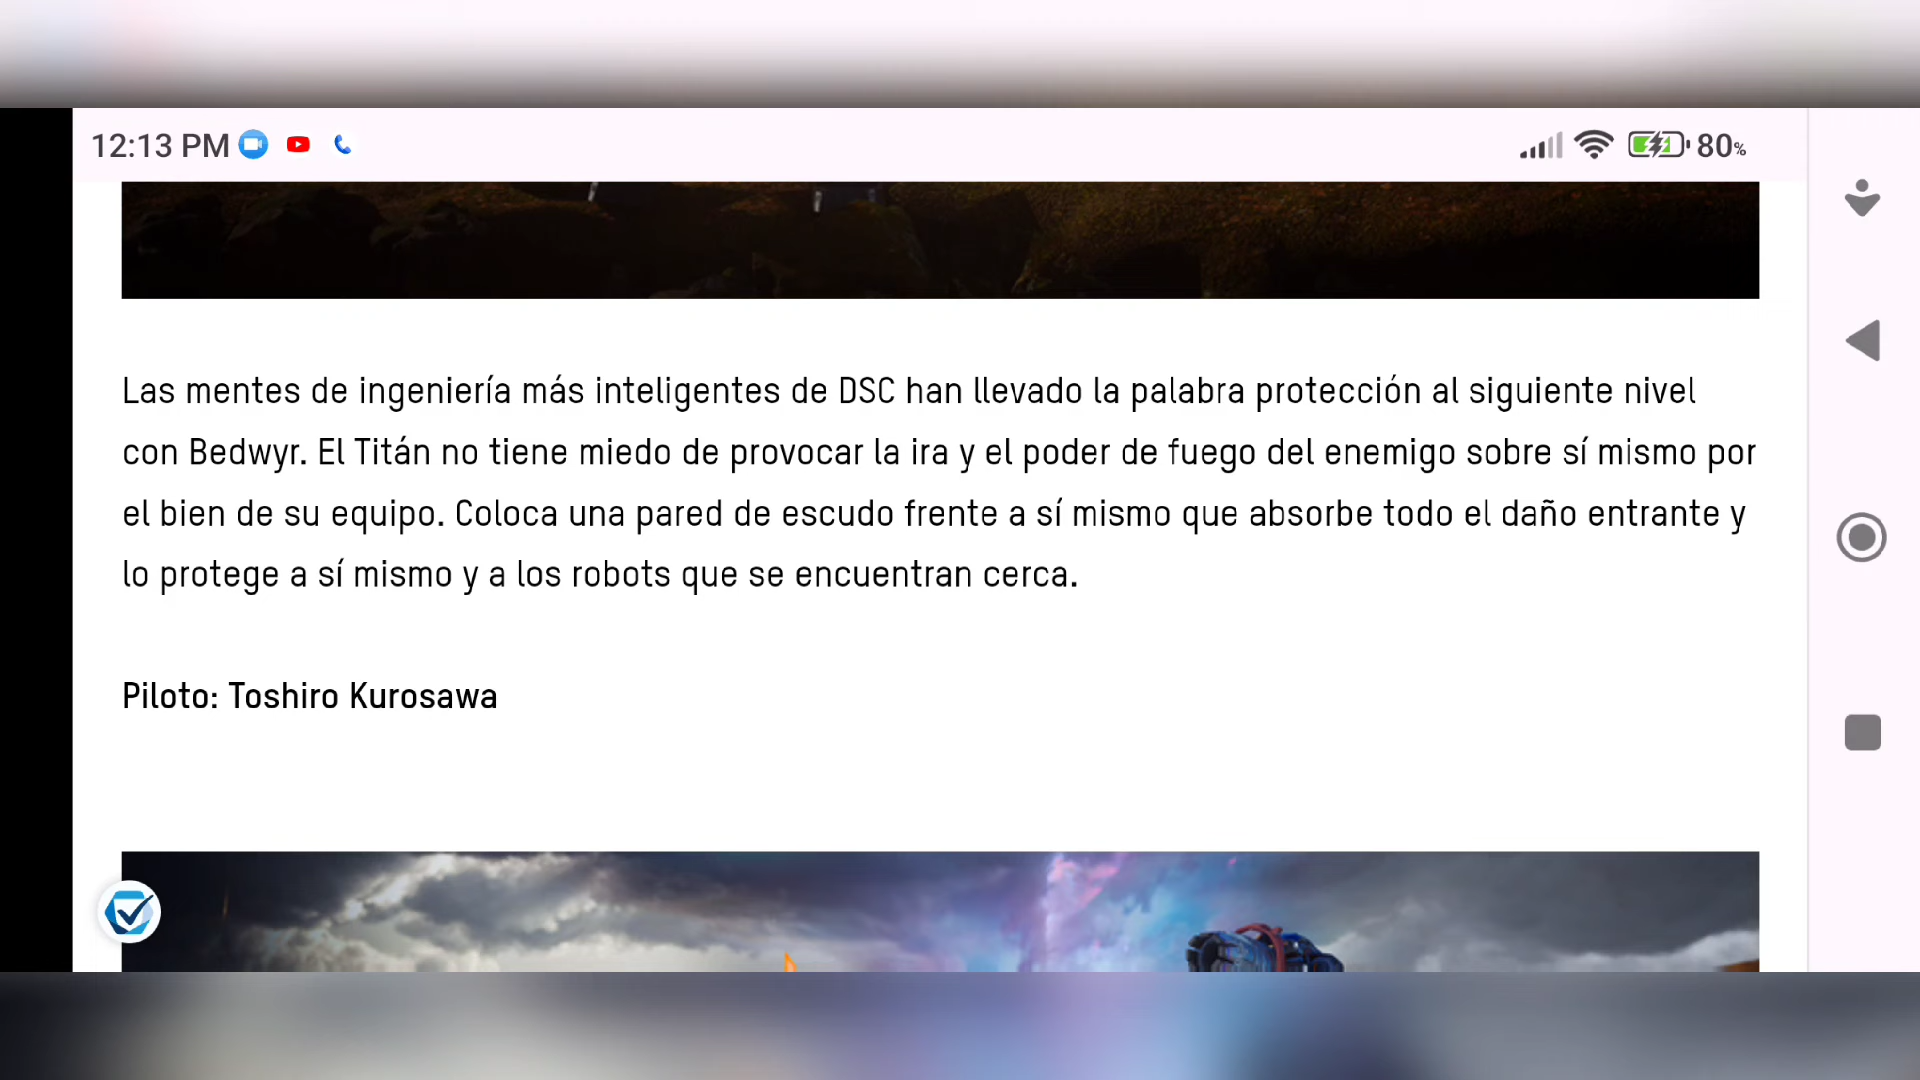 12:13 PM
80%
Las mentes de ingeniería más inteligentes de DSC han llevado la palabra protección al siguiente nivel
con Bedwyr. El Titán no tiene miedo de provocar la ira y el poder de fuego del enemigo sobre sí mismo por
el bien de su equipo. Coloca una pared de escudo frente a sí mismo que absorbe todo el daño entrante y
lo protege a sí mismo y a los robots que se encuentran cerca.
Piloto: Toshiro Kurosawa